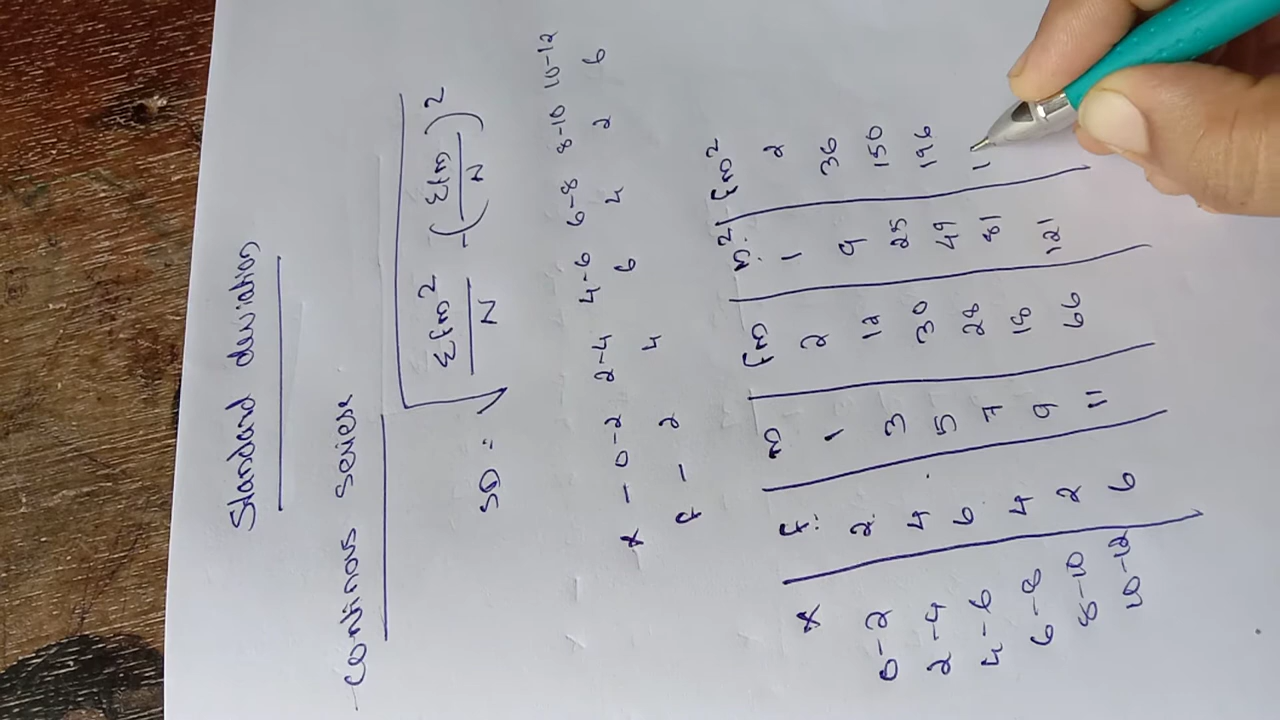 Standard deviation
Continous series
SD = √ Σfm² / N - (Σfm / N)²
x - 0-2 2-4 4-6 6-8 8-10 10-12
f - 2 4 6 4 2 6
x f: m fm m² fm²
0-2 2 1 2 1 2
2-4 4 3 12 9 36
4-6 6 5 30 25 150
6-8 4 7 28 49 196
8-10 2 9 18 81 1
10-12 6 11 66 121